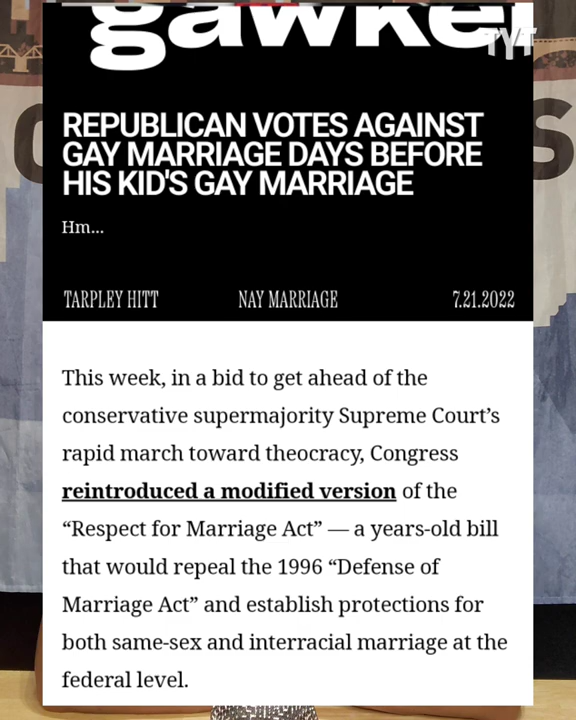 gawker
TYT
REPUBLICAN VOTES AGAINST
GAY MARRIAGE DAYS BEFORE
HIS KID'S GAY MARRIAGE
Hm...
TARPLEY HITT NAY MARRIAGE 7.21.2022
This week, in a bid to get ahead of the
conservative supermajority Supreme Court’s
rapid march toward theocracy, Congress
reintroduced a modified version of the
“Respect for Marriage Act” — a years-old bill
that would repeal the 1996 “Defense of
Marriage Act” and establish protections for
both same-sex and interracial marriage at the
federal level.